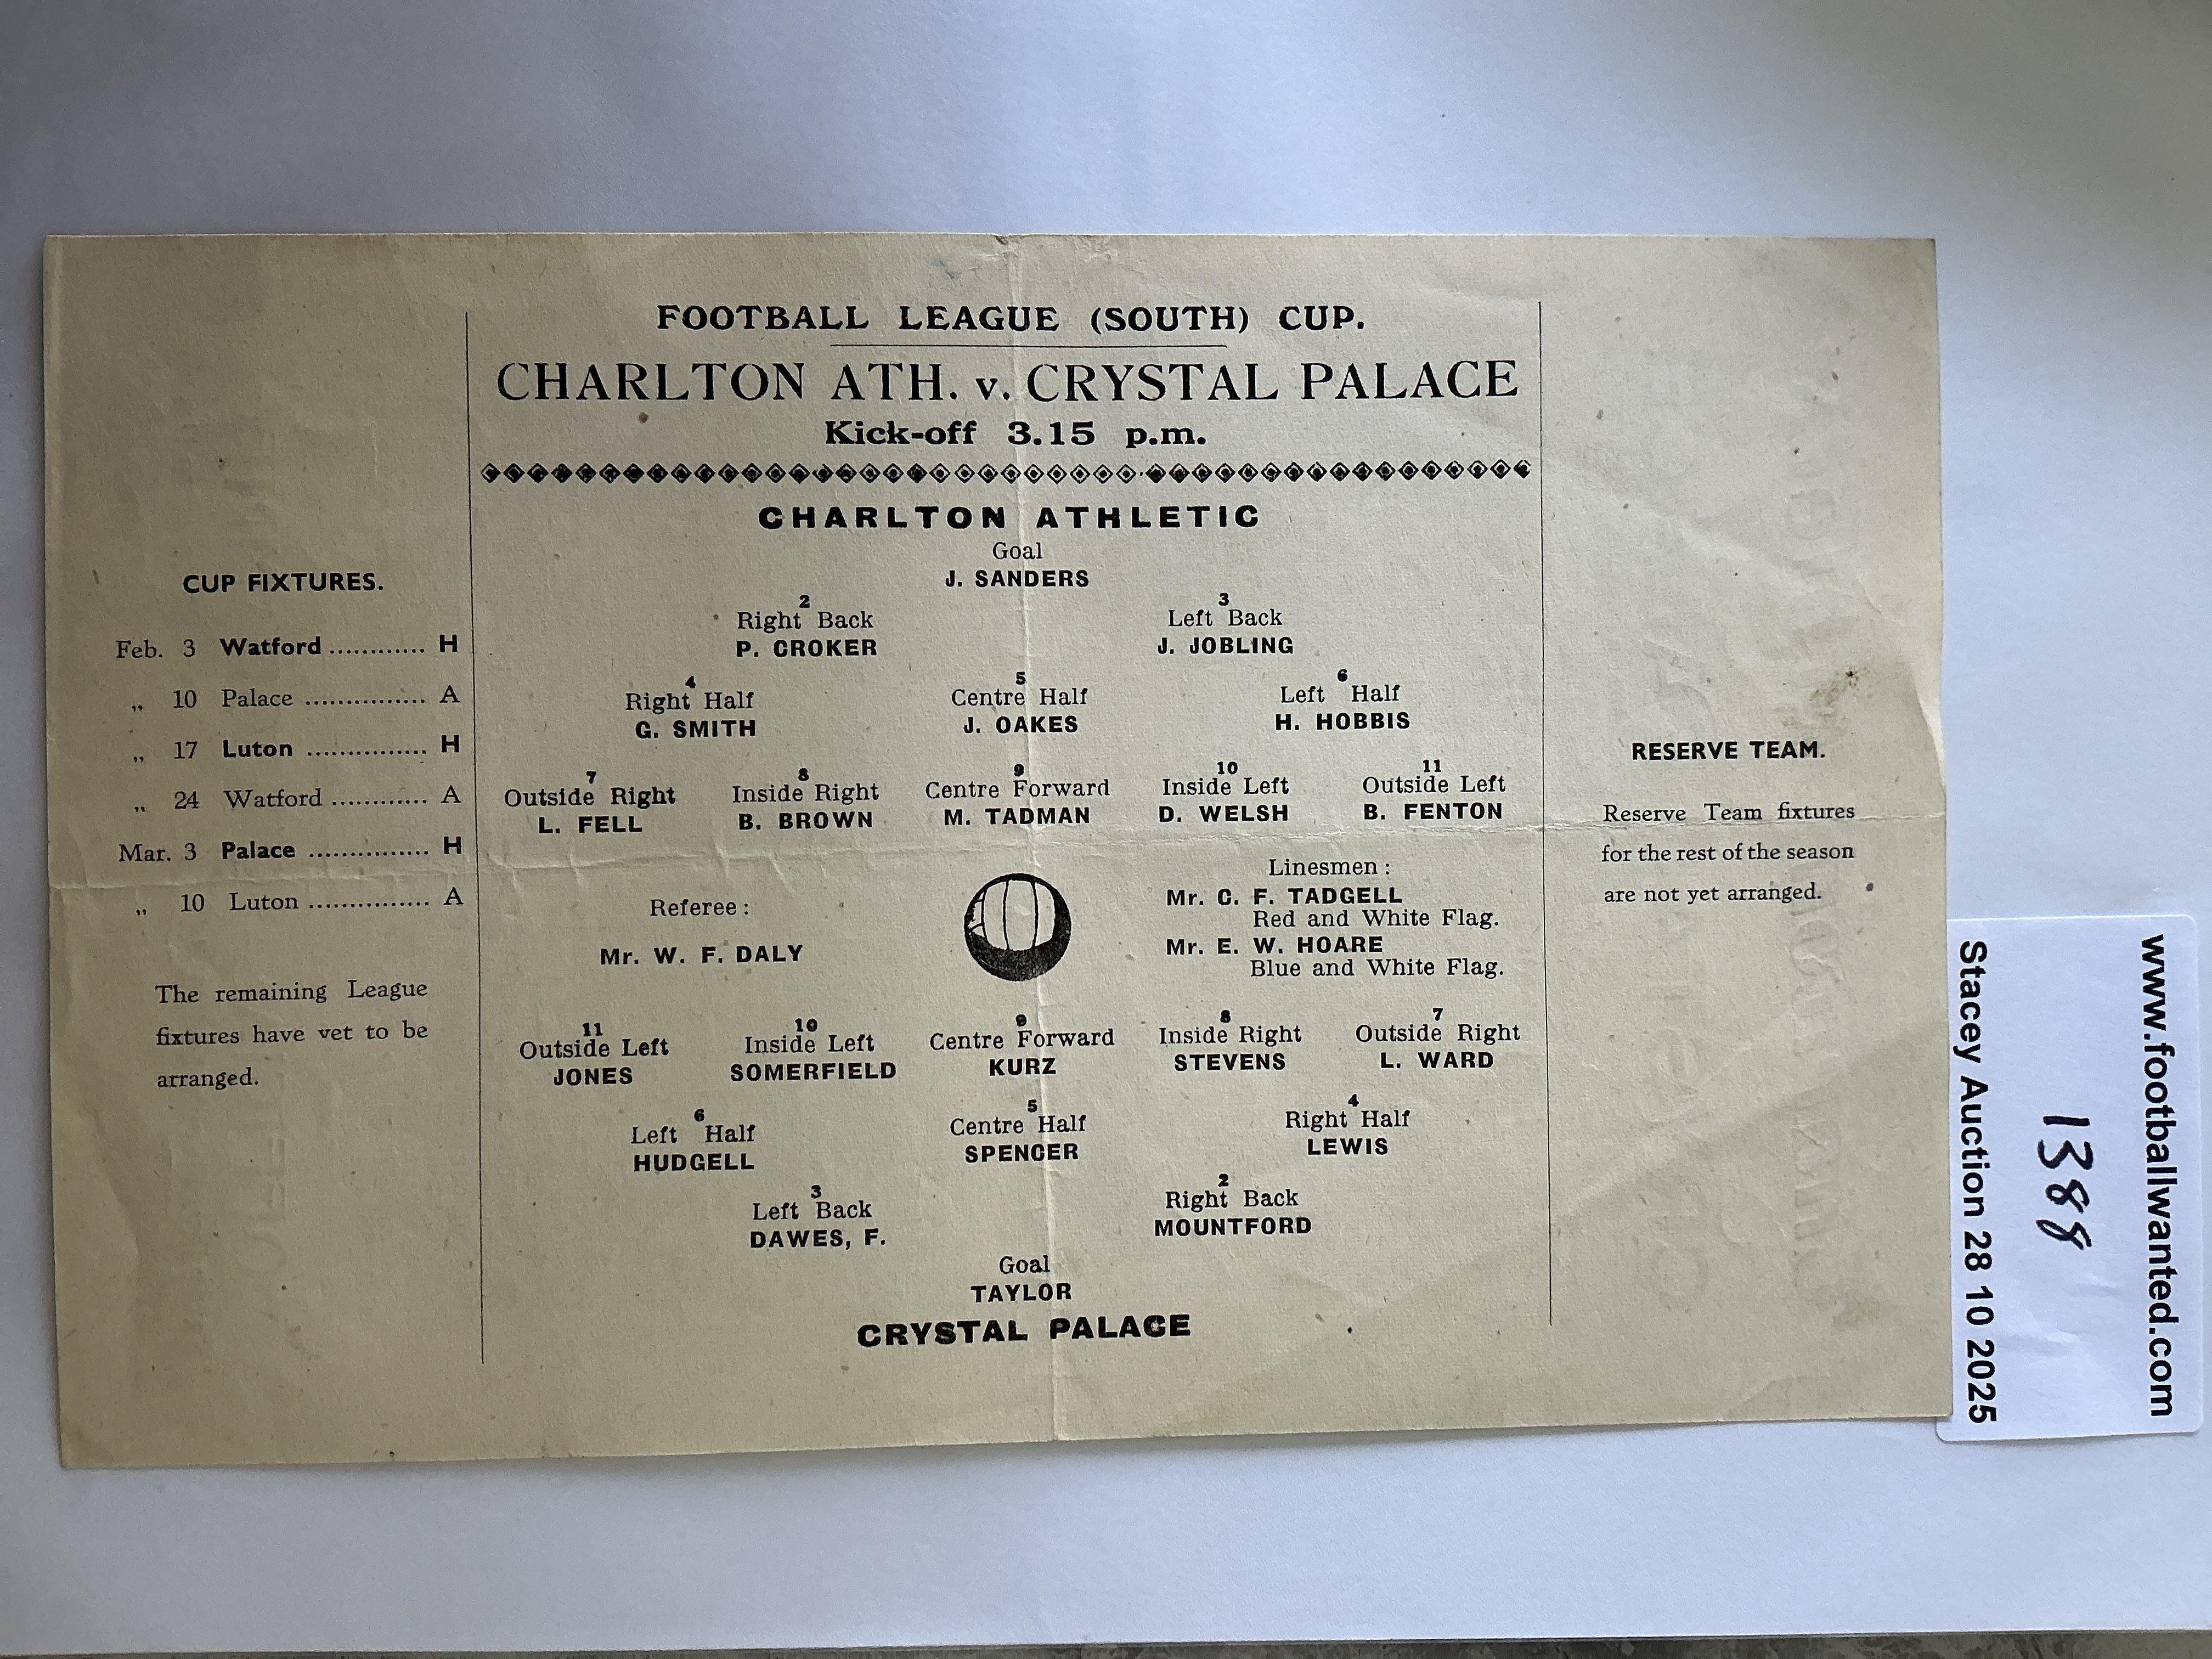 FOOTBALL LEAGUE (SOUTH) CUP.
CHARLTON ATH. v. CRYSTAL PALACE
Kick-off 3.15 p.m.
CHARLTON ATHLETIC
Goal
J. SANDERS
2 3
Right Back Left Back
P. CROKER J. JOBLING
4 5 6
Right Half Centre Half Left Half
G. SMITH J. OAKES H. HOBBIS
7 8 9 10 11
Outside Right Inside Right Centre Forward Inside Left Outside Left
L. FELL B. BROWN M. TADMAN D. WELSH B. FENTON
Referee :
Mr. W. F. DALY
Linesmen :
Mr. C. F. TADGELL
Red and White Flag.
Mr. E. W. HOARE
Blue and White Flag.
11 10 9 8 7
Outside Left Inside Left Centre Forward Inside Right Outside Right
JONES SOMERFIELD KURZ STEVENS L. WARD
6 5 4
Left Half Centre Half Right Half
HUDGELL SPENCER LEWIS
3 2
Left Back Right Back
DAWES, F. MOUNTFORD
Goal
TAYLOR
CRYSTAL PALACE
CUP FIXTURES.
Feb. 3 Watford ............ H
„ 10 Palace ............... A
„ 17 Luton ............... H
„ 24 Watford ............ A
Mar. 3 Palace ............... H
„ 10 Luton ............... A
The remaining League
fixtures have vet to be
arranged.
RESERVE TEAM.
Reserve Team fixtures
for the rest of the season
are not yet arranged.
www.footballwanted.com
1388
Stacey Auction 28 10 2025